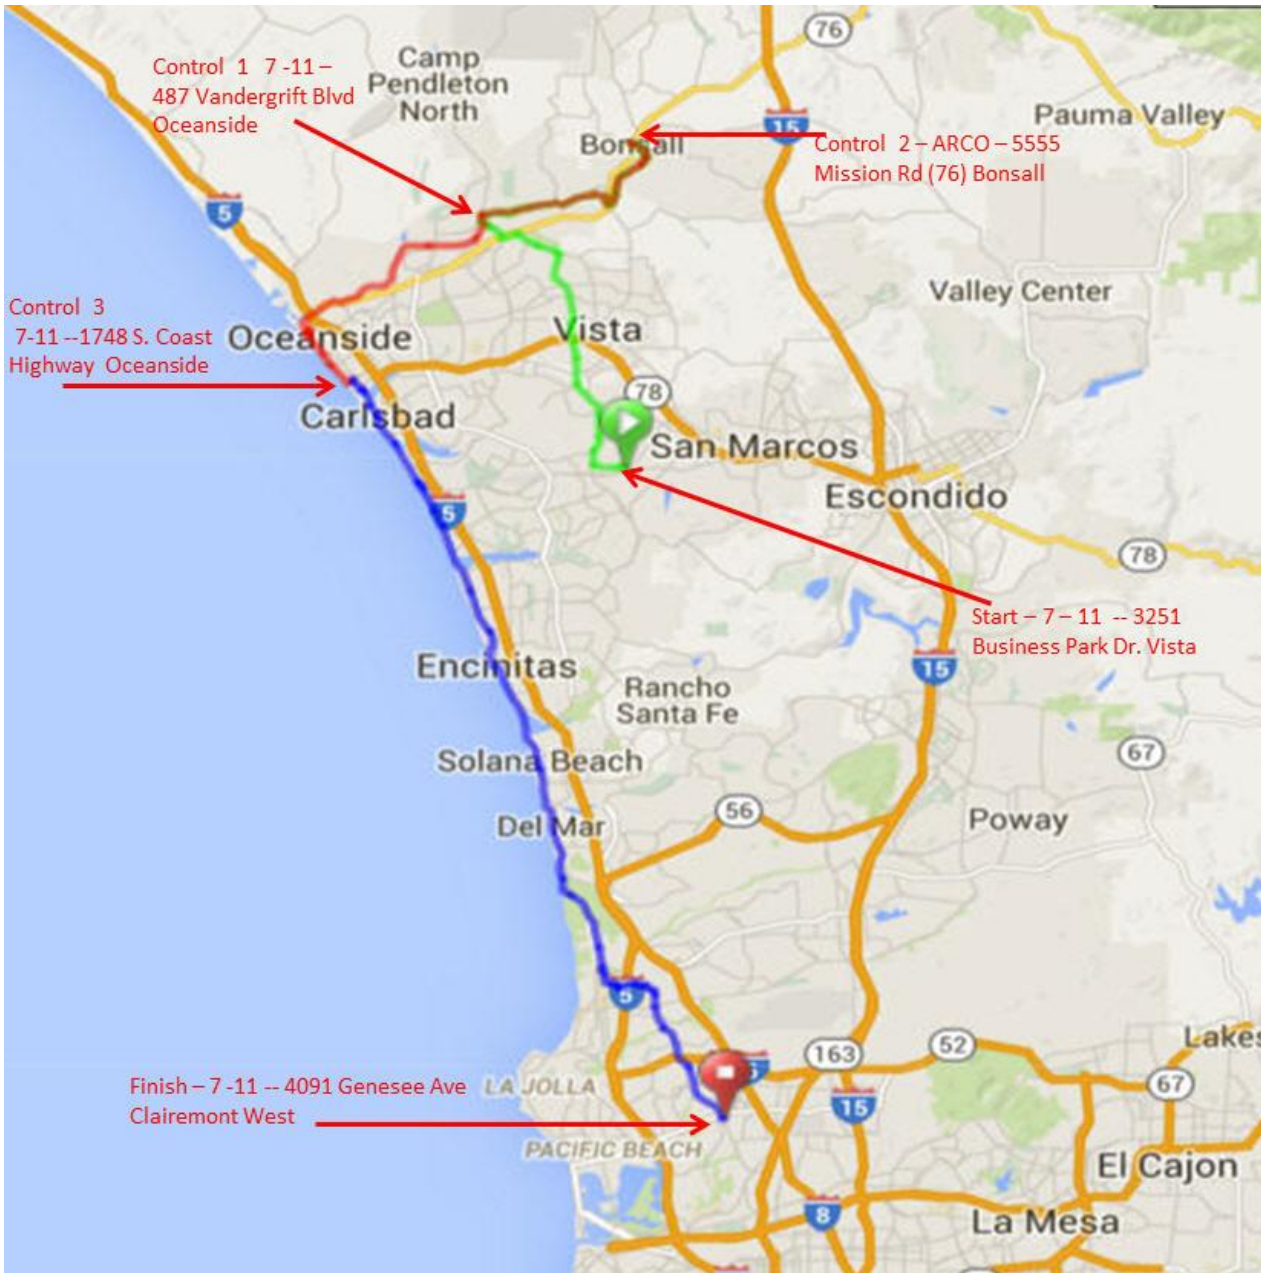 76
Camp
Pendleton
North
Control 1 7 -11 –
487 Vandergrift Blvd
Oceanside
15
Pauma Valley
Bonsall
Control 2 – ARCO – 5555
Mission Rd (76) Bonsall
5
Valley Center
Control 3
7-11 --1748 S. Coast
Highway Oceanside
Oceanside
Vista
78
Carlsbad
San Marcos
Escondido
5
78
Start – 7 – 11 -- 3251
Business Park Dr. Vista
Encinitas
15
Rancho
Santa Fe
67
Solana Beach
56
Poway
Del Mar
5
163
52
Lakes
67
Finish – 7 -11 -- 4091 Genesee Ave
Clairemont West
LA JOLLA
15
PACIFIC BEACH
El Cajon
8
La Mesa